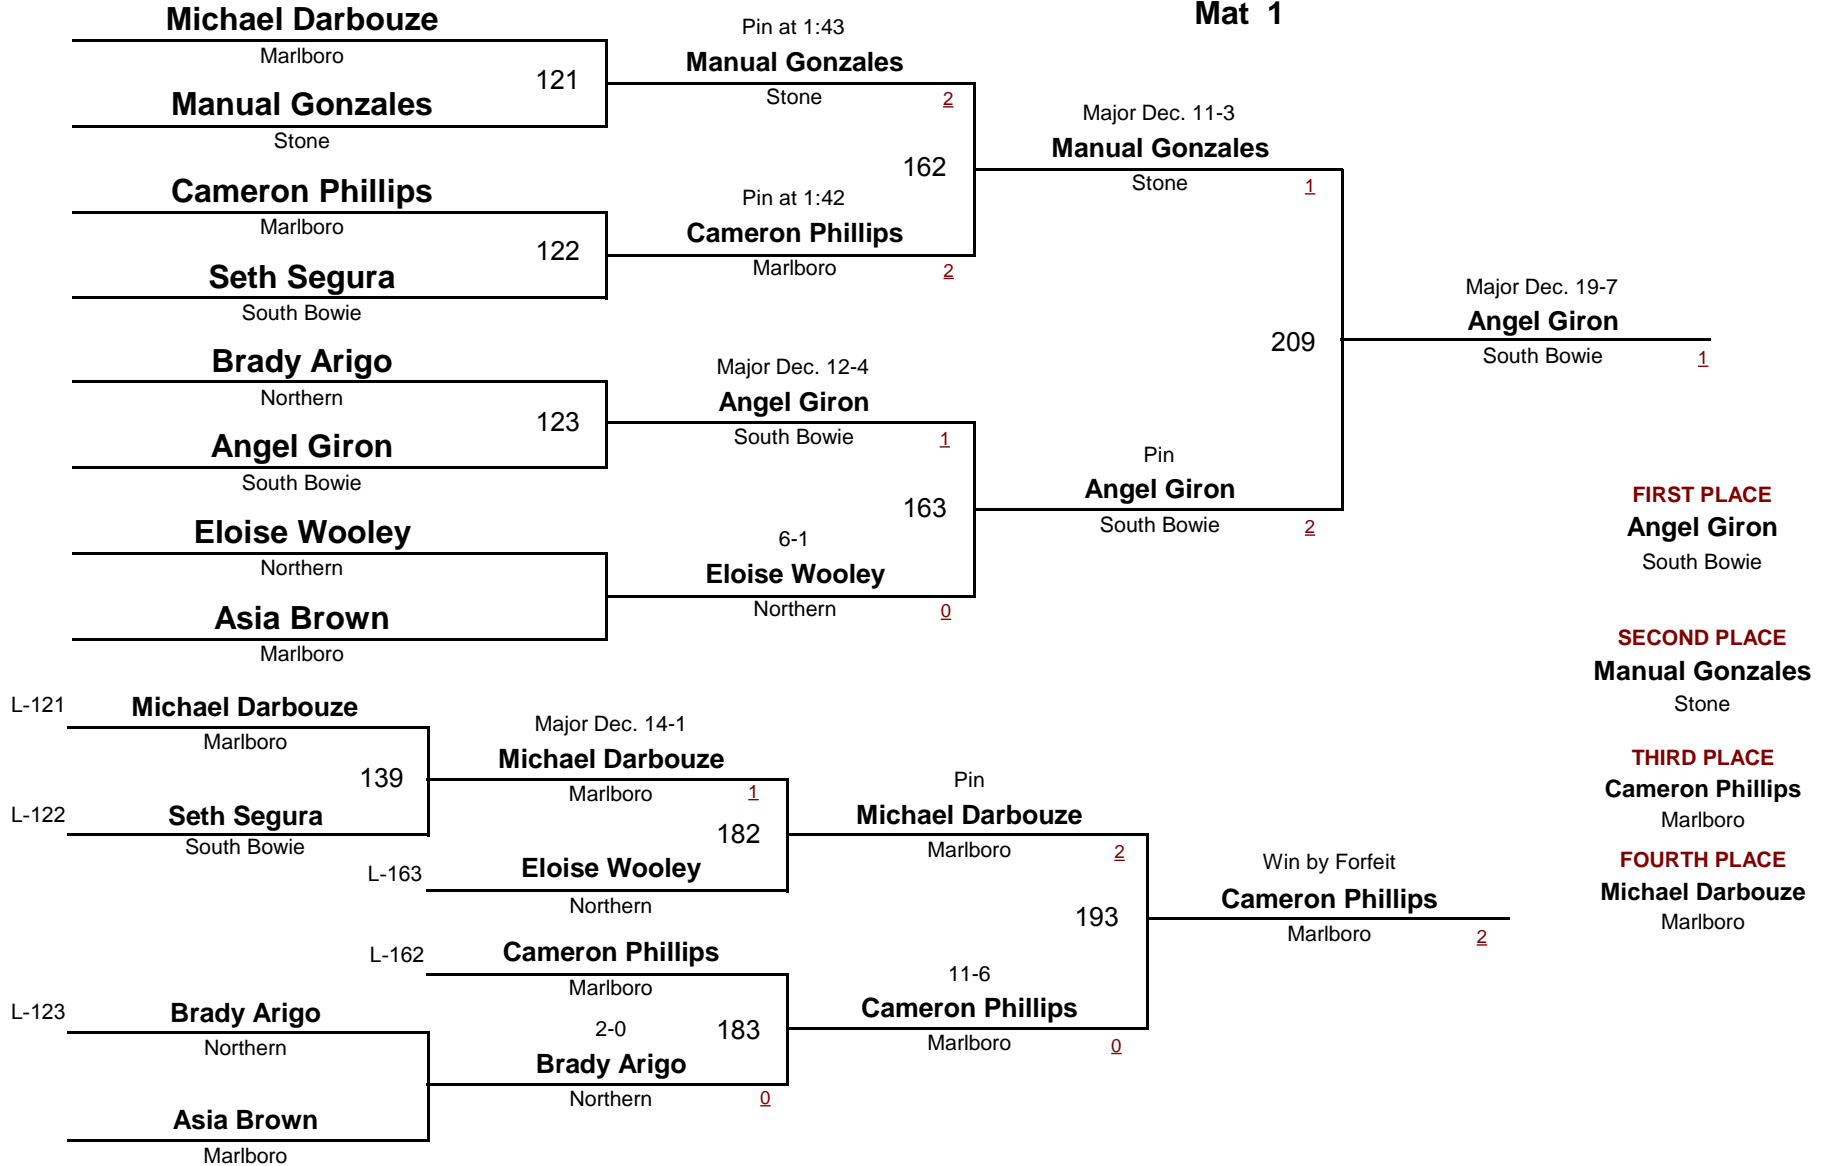 Mat 1
Michael Darbouze
Marlboro
121
Manual Gonzales
Stone
Pin at 1:43
Manual Gonzales
Stone
2
Cameron Phillips
Marlboro
122
Seth Segura
South Bowie
Pin at 1:42
Cameron Phillips
Marlboro
2
162
Major Dec. 11-3
Manual Gonzales
Stone
1
Brady Arigo
Northern
123
Angel Giron
South Bowie
Major Dec. 12-4
Angel Giron
South Bowie
1
Eloise Wooley
Northern
Asia Brown
Marlboro
6-1
Eloise Wooley
Northern
0
163
Pin
Angel Giron
South Bowie
2
209
Major Dec. 19-7
Angel Giron
South Bowie
1
FIRST PLACE
Angel Giron
South Bowie
SECOND PLACE
Manual Gonzales
Stone
THIRD PLACE
Cameron Phillips
Marlboro
FOURTH PLACE
Michael Darbouze
Marlboro
L-121
Michael Darbouze
Marlboro
139
L-122
Seth Segura
South Bowie
Major Dec. 14-1
Michael Darbouze
Marlboro
1
182
L-163
Eloise Wooley
Northern
Pin
Michael Darbouze
Marlboro
2
L-162
Cameron Phillips
Marlboro
L-123
Brady Arigo
Northern
Asia Brown
Marlboro
2-0
183
Brady Arigo
Northern
0
11-6
Cameron Phillips
Marlboro
0
193
Win by Forfeit
Cameron Phillips
Marlboro
2